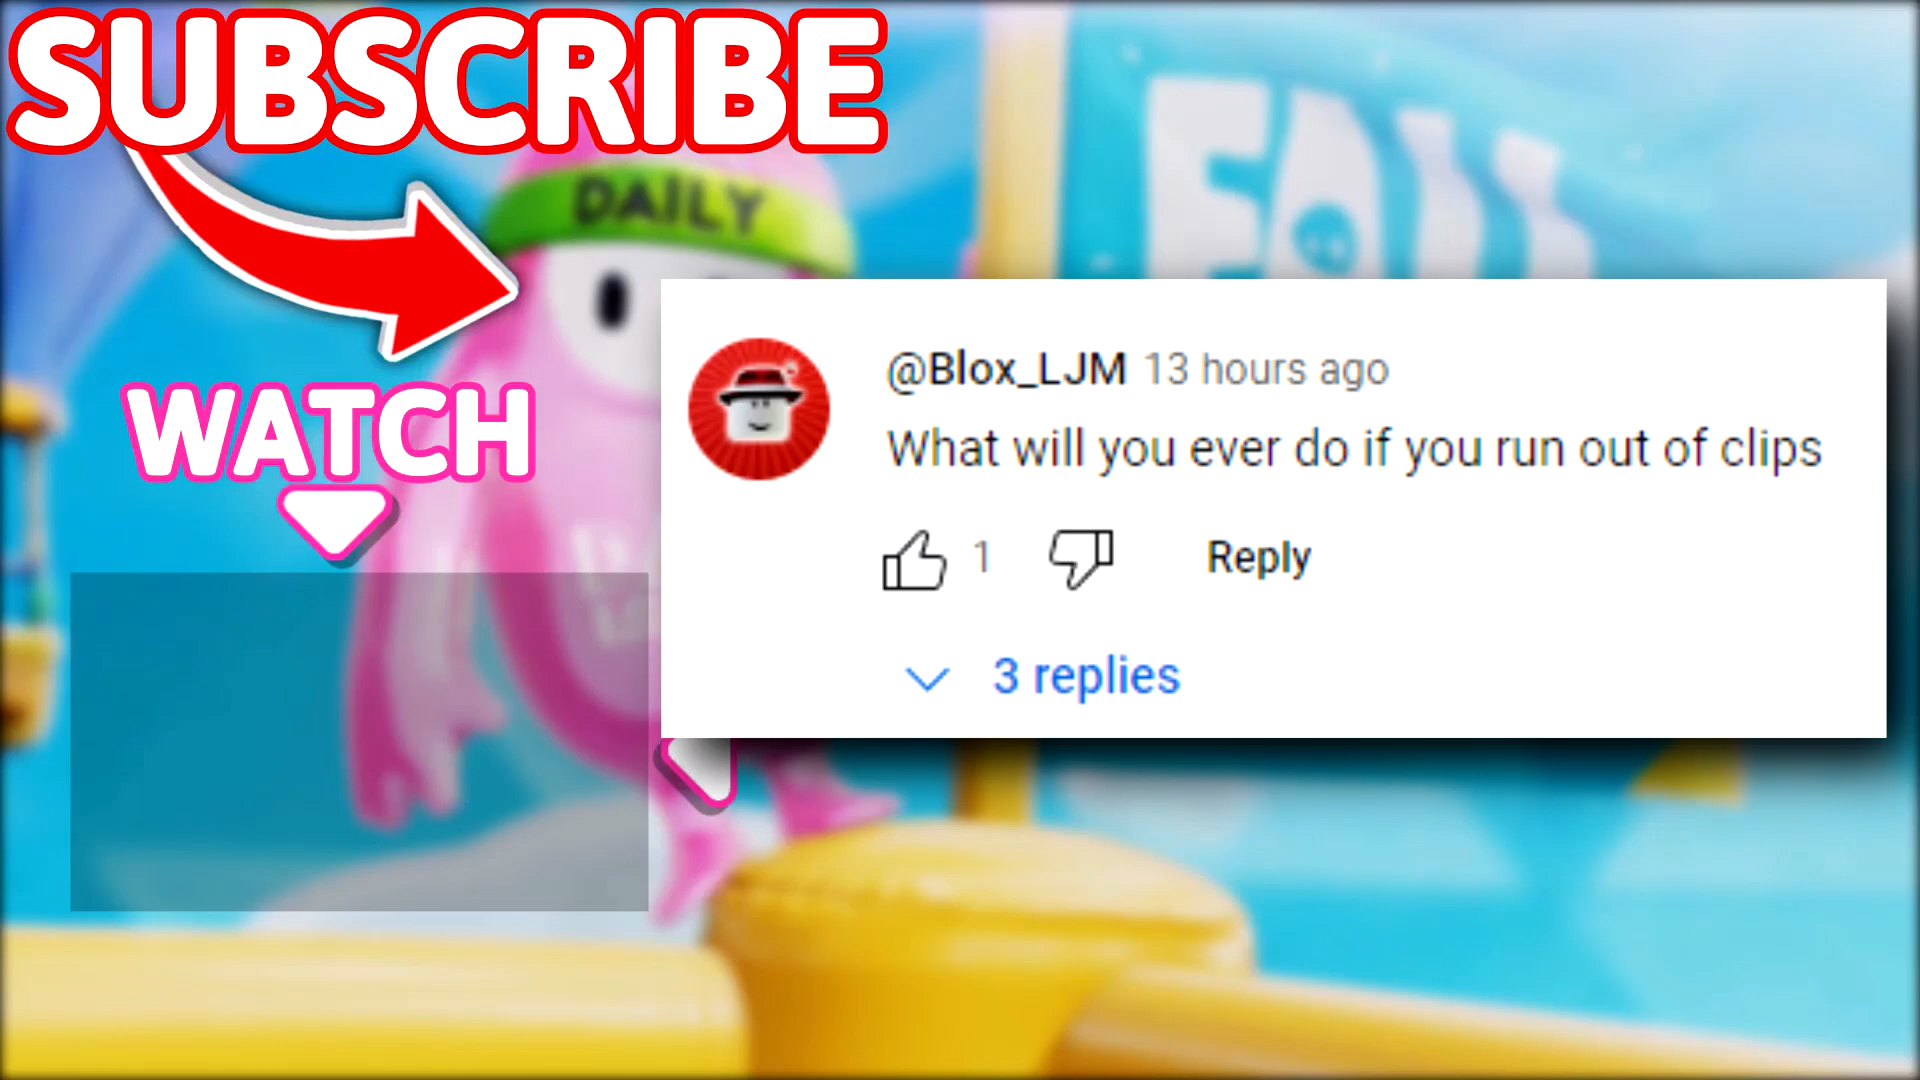 SUBSCRIBE
DAILY
FALL
WATCH
@Blox_LJM 13 hours ago
What will you ever do if you run out of clips
1 Reply
3 replies